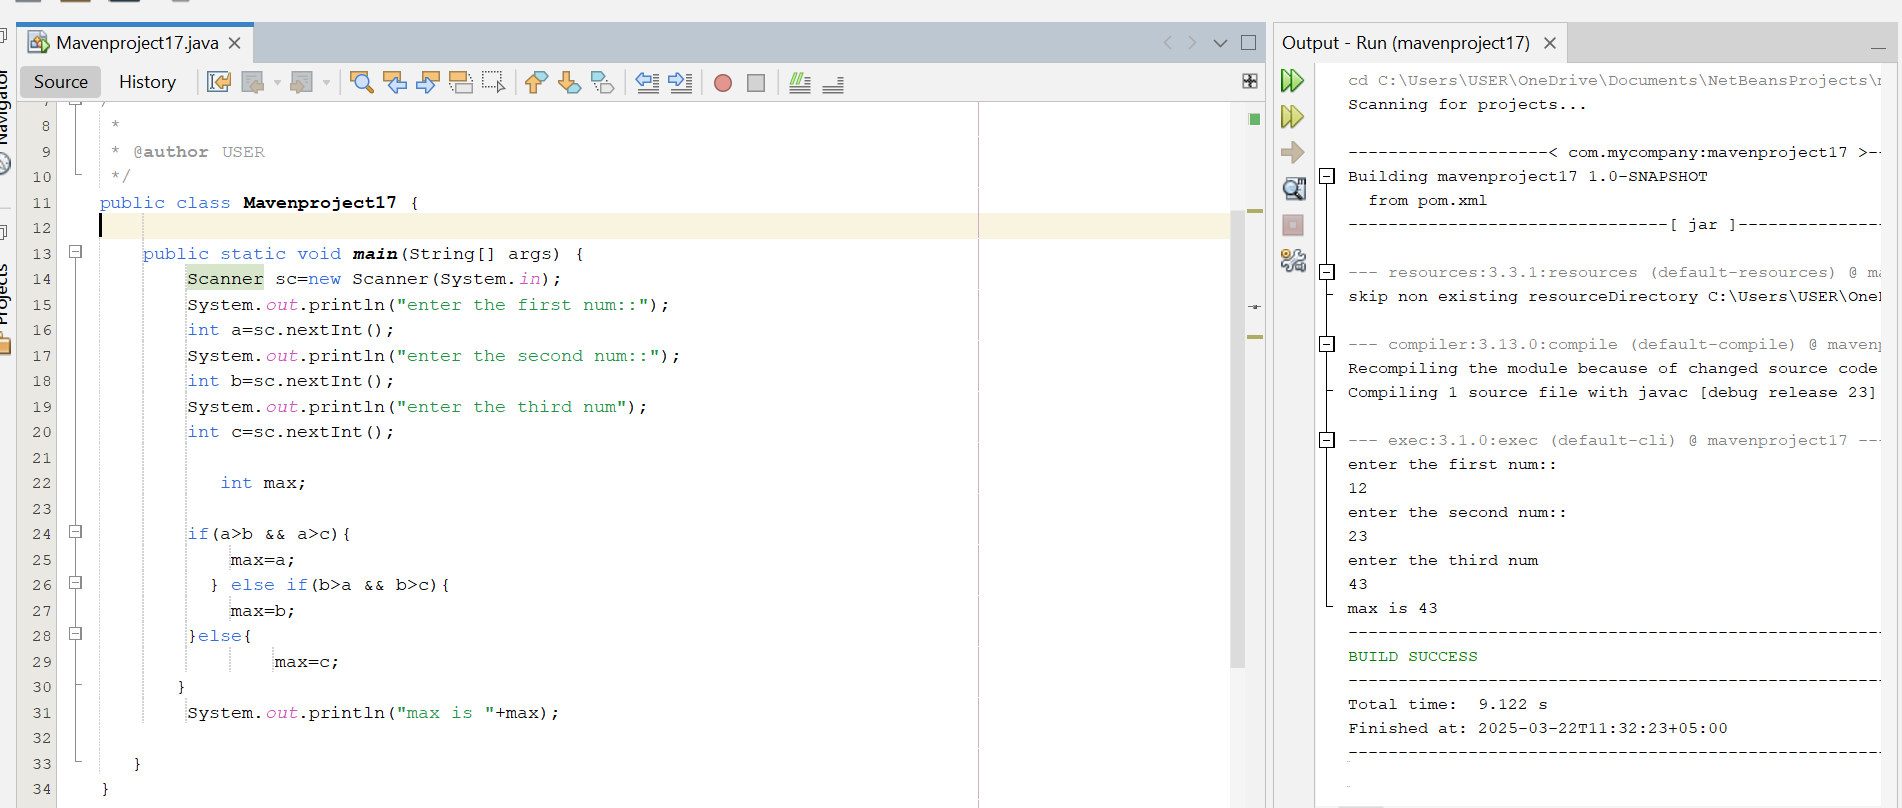 Mavenproject17.java
Source History
7 /
8 *
9 * @author USER
10 */
11 public class Mavenproject17 {
12
13 public static void main(String[] args) {
14 Scanner sc=new Scanner(System.in);
15 System.out.println("enter the first num::");
16 int a=sc.nextInt();
17 System.out.println("enter the second num::");
18 int b=sc.nextInt();
19 System.out.println("enter the third num");
20 int c=sc.nextInt();
21
22 int max;
23
24 if(a>b && a>c){
25 max=a;
26 } else if(b>a && b>c){
27 max=b;
28 }else{
29 max=c;
30 }
31 System.out.println("max is "+max);
32
33 }
34 }
Navigator
Projects
Output - Run (mavenproject17)
cd C:\Users\USER\OneDrive\Documents\NetBeansProjects\
Scanning for projects...
--------------------< com.mycompany:mavenproject17 >--
Building mavenproject17 1.0-SNAPSHOT
from pom.xml
--------------------------------[ jar ]---------------
--- resources:3.3.1:resources (default-resources) @ ma
skip non existing resourceDirectory C:\Users\USER\One
--- compiler:3.13.0:compile (default-compile) @ maven
Recompiling the module because of changed source code
Compiling 1 source file with javac [debug release 23]
--- exec:3.1.0:exec (default-cli) @ mavenproject17 ---
enter the first num::
12
enter the second num::
23
enter the third num
43
max is 43
------------------------------------------------------
BUILD SUCCESS
------------------------------------------------------
Total time:  9.122 s
Finished at: 2025-03-22T11:32:23+05:00
------------------------------------------------------